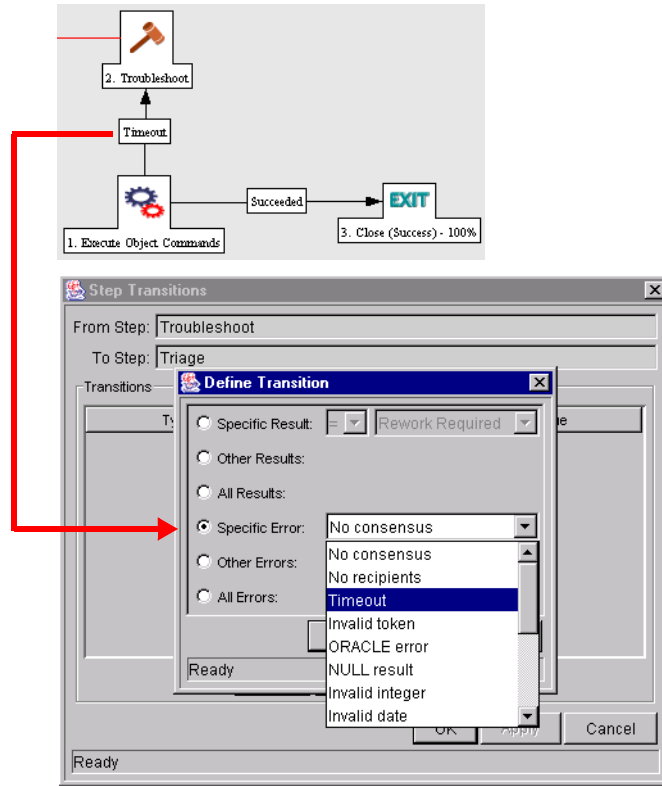 2. Troubleshoot
Timeout
Succeeded
EXIT
1. Execute Object Commands
3. Close (Success) - 100%
Step Transitions
From Step: Troubleshoot
To Step: Triage
Transitions
Define Transition
Specific Result: = Rework Required
Other Results:
All Results:
Specific Error: No consensus
No consensus
Other Errors:
No recipients
All Errors:
Timeout
Invalid token
ORACLE error
Ready
NULL result
Invalid integer
Invalid date
OK Apply Cancel
Ready